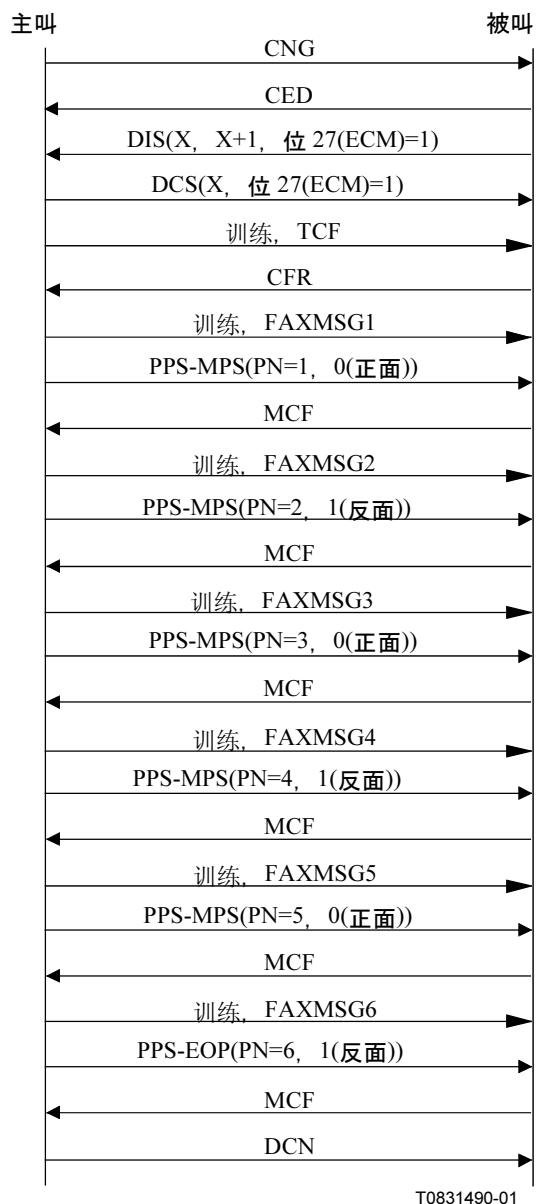 主叫 被叫
CNG
CED
DIS(X, X+1, 位 27(ECM)=1)
DCS(X, 位 27(ECM)=1)
训练, TCF
CFR
训练, FAXMSG1
PPS-MPS(PN=1, 0(正面))
MCF
训练, FAXMSG2
PPS-MPS(PN=2, 1(反面))
MCF
训练, FAXMSG3
PPS-MPS(PN=3, 0(正面))
MCF
训练, FAXMSG4
PPS-MPS(PN=4, 1(反面))
MCF
训练, FAXMSG5
PPS-MPS(PN=5, 0(正面))
MCF
训练, FAXMSG6
PPS-EOP(PN=6, 1(反面))
MCF
DCN
T0831490-01